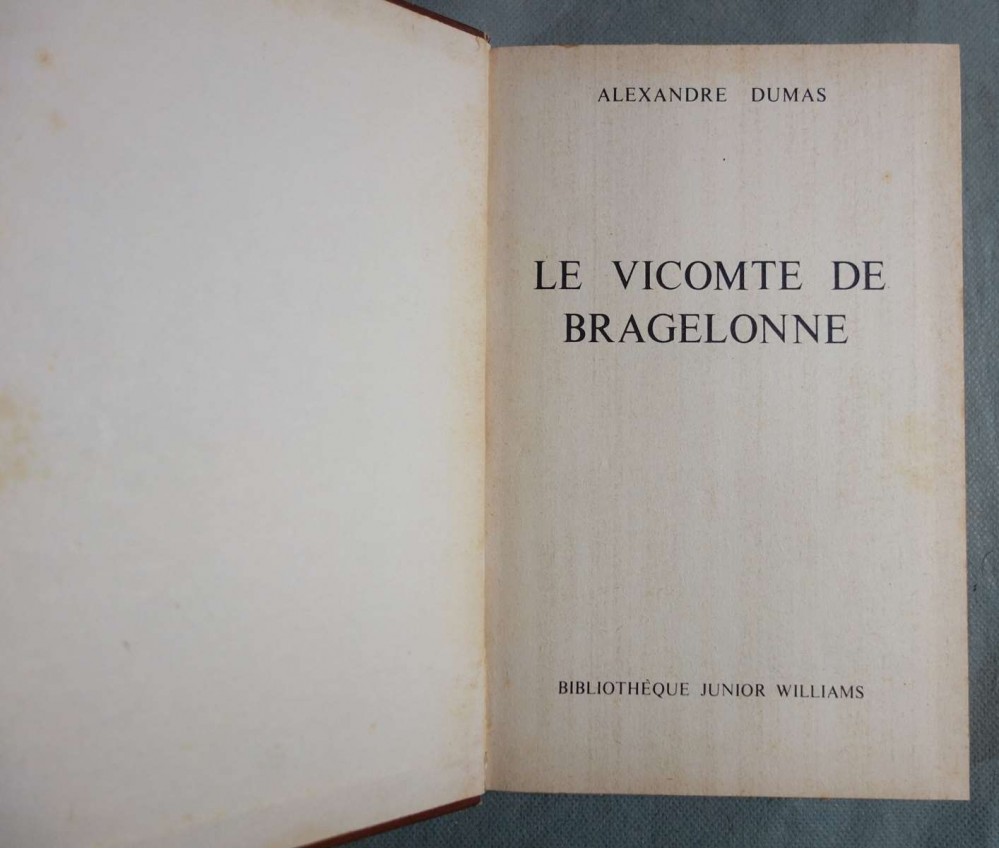 ALEXANDRE DUMAS
LE VICOMTE DE
BRAGELONNE
BIBLIOTHÈQUE JUNIOR WILLIAMS